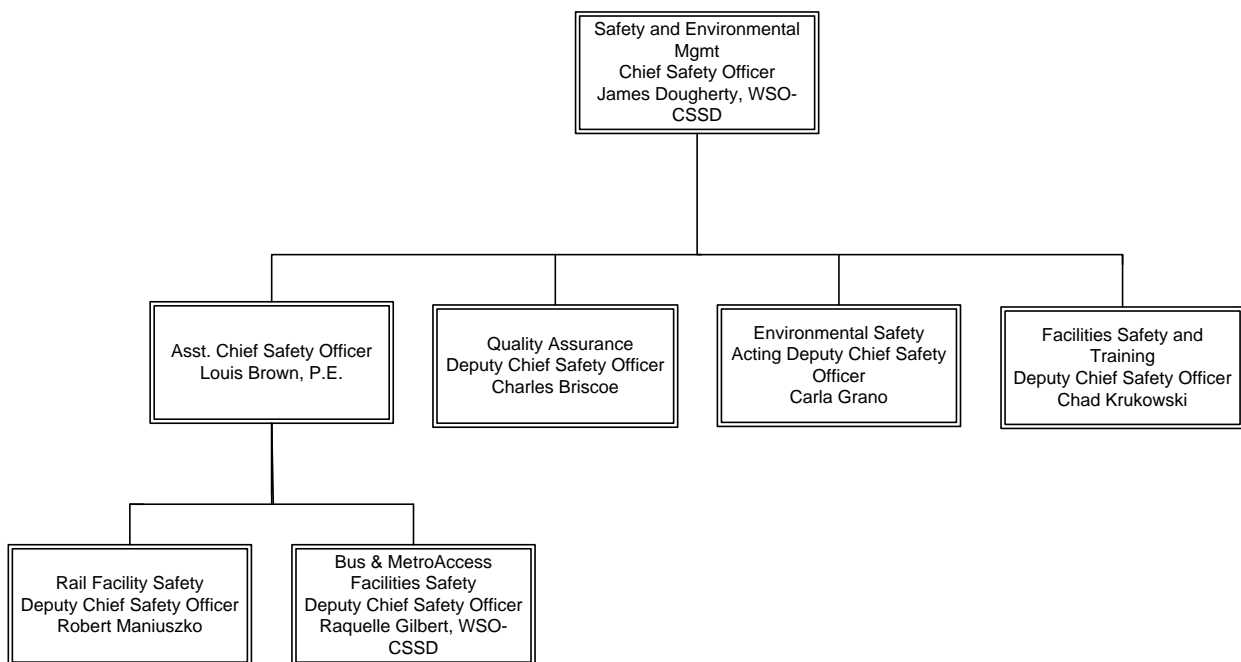 Safety and Environmental
Mgmt
Chief Safety Officer
James Dougherty, WSO-
CSSD
Asst. Chief Safety Officer
Louis Brown, P.E.
Quality Assurance
Deputy Chief Safety Officer
Charles Briscoe
Environmental Safety
Acting Deputy Chief Safety
Officer
Carla Grano
Facilities Safety and
Training
Deputy Chief Safety Officer
Chad Krukowski
Rail Facility Safety
Deputy Chief Safety Officer
Robert Maniuszko
Bus & MetroAccess
Facilities Safety
Deputy Chief Safety Officer
Raquelle Gilbert, WSO-
CSSD